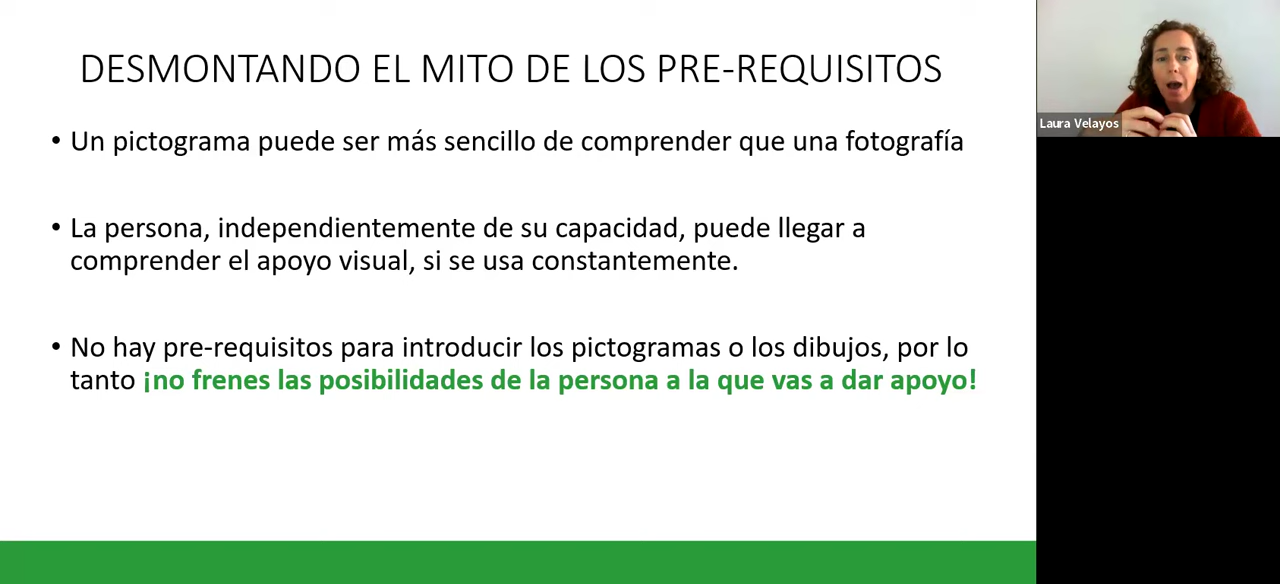 DESMONTANDO EL MITO DE LOS PRE-REQUISITOS
• Un pictograma puede ser más sencillo de comprender que una fotografía
• La persona, independientemente de su capacidad, puede llegar a
comprender el apoyo visual, si se usa constantemente.
• No hay pre-requisitos para introducir los pictogramas o los dibujos, por lo
tanto ¡no frenes las posibilidades de la persona a la que vas a dar apoyo!
Laura Velayos